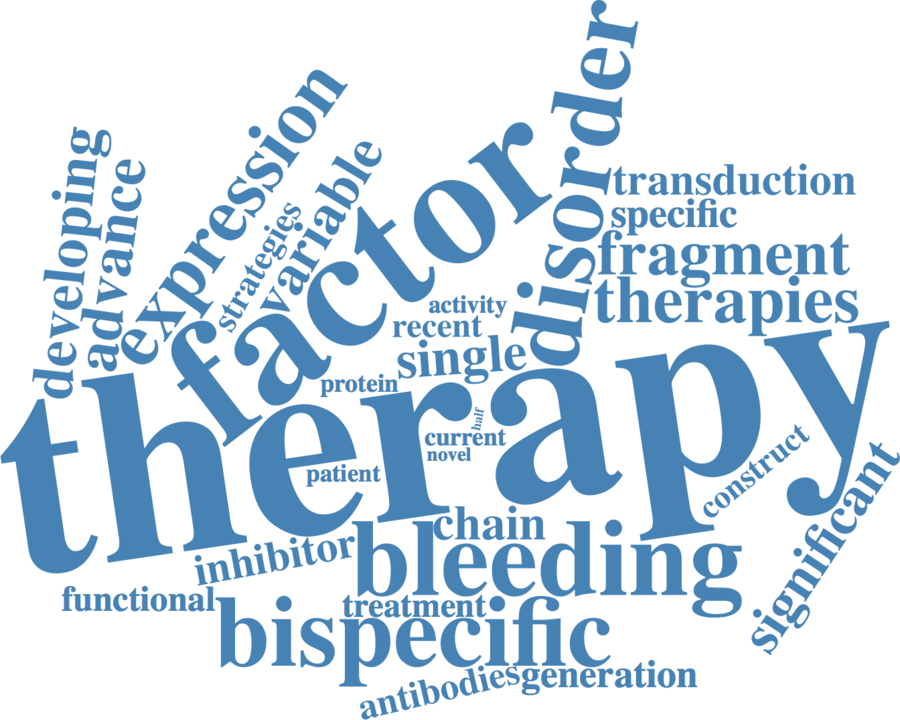 disorder
expression
factor
developing
advance
variable
strategies
transduction
specific
fragment
therapies
activity
recent
single
protein
therapy
half
current
novel
patient
construct
significant
chain
inhibitor
bleeding
functional
treatment
bispecific
antibodies
generation